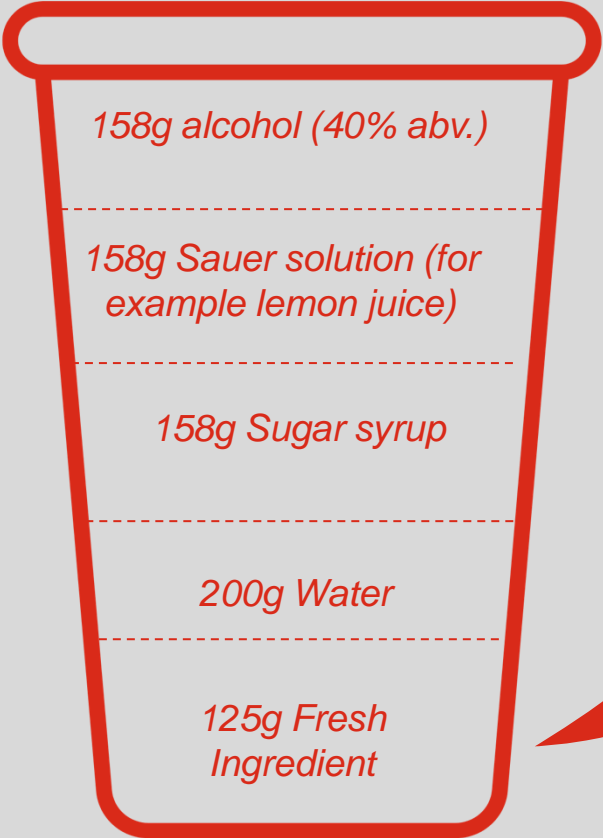 158g alcohol (40% abv.)
158g Sauer solution (for
example lemon juice)
158g Sugar syrup
200g Water
125g Fresh
Ingredient